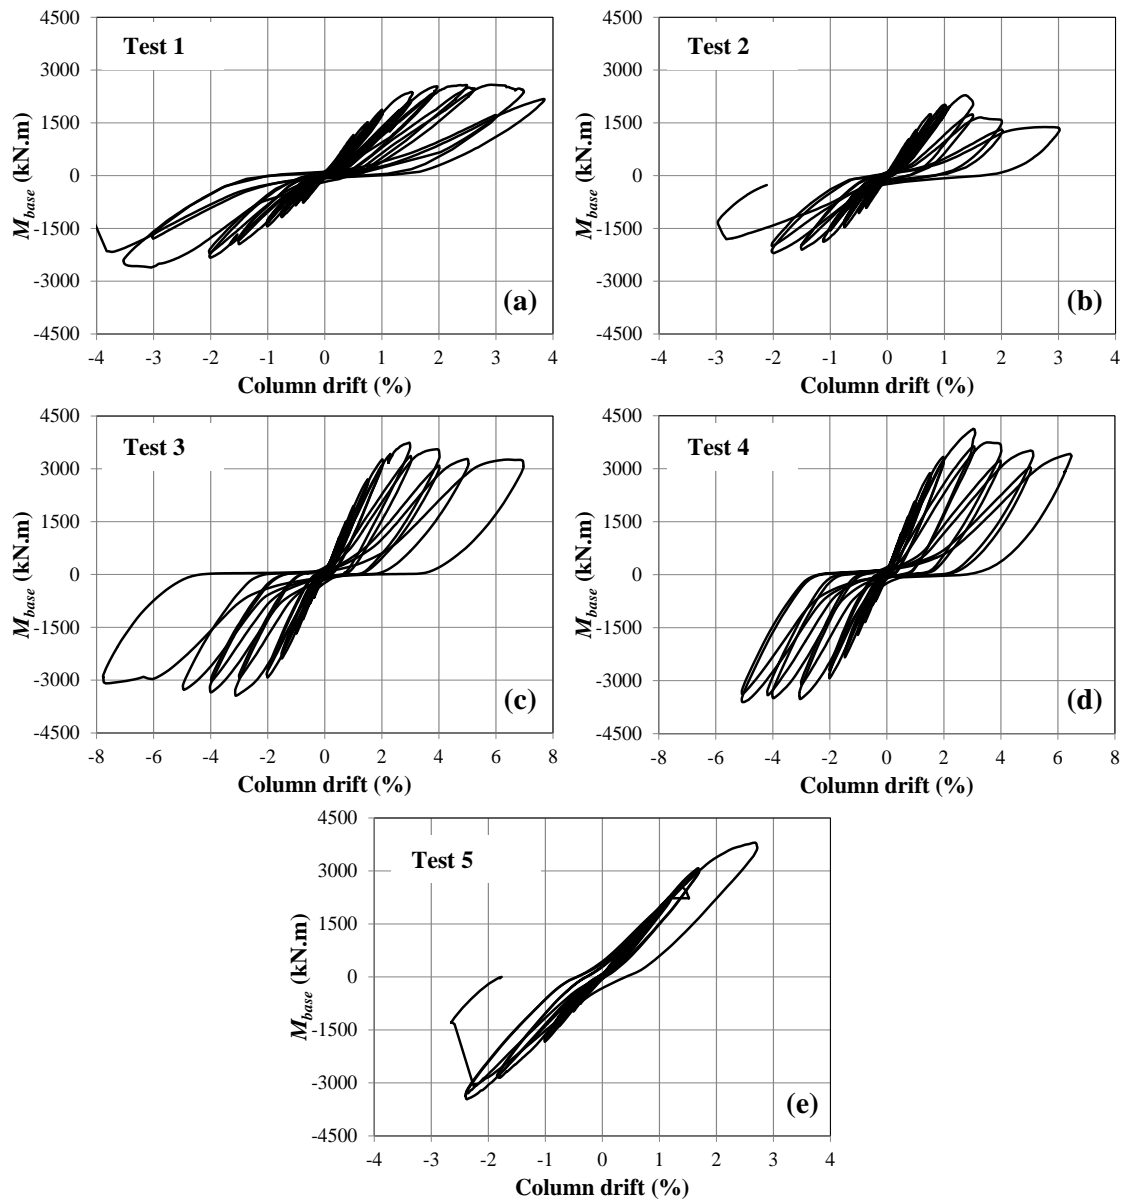 4500
3000
1500
0
-1500
-3000
-4500
M_base (kN.m)
Test 1
(a)
-4 -3 -2 -1 0 1 2 3 4
Column drift (%)
4500
3000
1500
0
-1500
-3000
-4500
M_base (kN.m)
Test 2
(b)
-4 -3 -2 -1 0 1 2 3 4
Column drift (%)
4500
3000
1500
0
-1500
-3000
-4500
M_base (kN.m)
Test 3
(c)
-8 -6 -4 -2 0 2 4 6 8
Column drift (%)
4500
3000
1500
0
-1500
-3000
-4500
M_base (kN.m)
Test 4
(d)
-8 -6 -4 -2 0 2 4 6 8
Column drift (%)
4500
3000
1500
0
-1500
-3000
-4500
M_base (kN.m)
Test 5
(e)
-4 -3 -2 -1 0 1 2 3 4
Column drift (%)